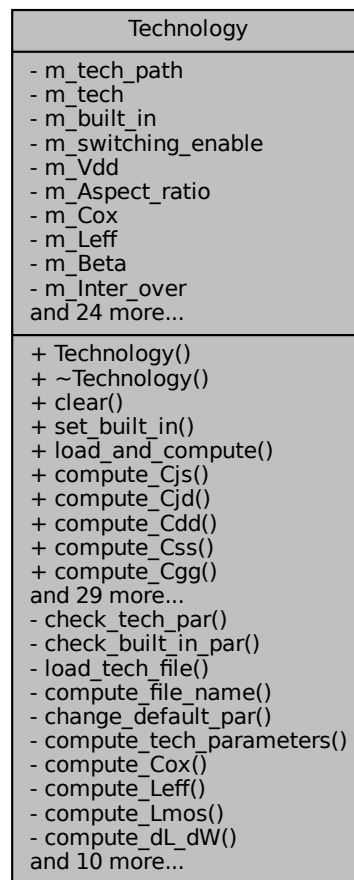 Technology
- m_tech_path
- m_tech
- m_built_in
- m_switching_enable
- m_Vdd
- m_Aspect_ratio
- m_Cox
- m_Leff
- m_Beta
- m_Inter_over
and 24 more...
+ Technology()
+ ~Technology()
+ clear()
+ set_built_in()
+ load_and_compute()
+ compute_Cjs()
+ compute_Cjd()
+ compute_Cdd()
+ compute_Css()
+ compute_Cgg()
and 29 more...
- check_tech_par()
- check_built_in_par()
- load_tech_file()
- compute_file_name()
- change_default_par()
- compute_tech_parameters()
- compute_Cox()
- compute_Leff()
- compute_Lmos()
- compute_dL_dW()
and 10 more...